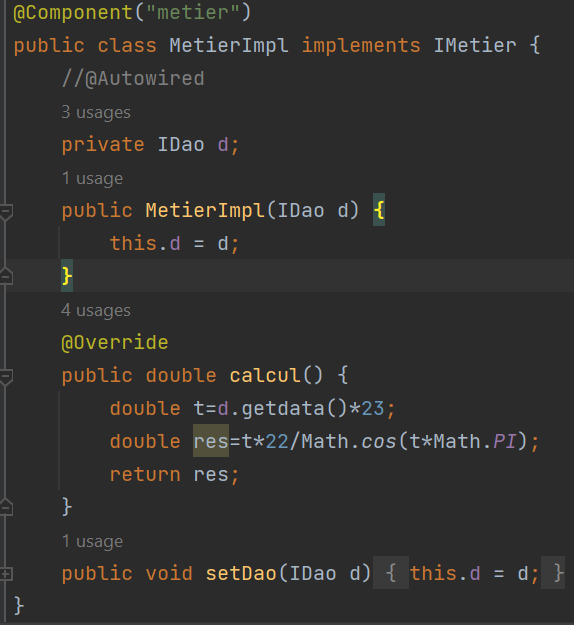 @Component("metier")
public class MetierImpl implements IMetier {
//@Autowired
3 usages
private IDao d;
1 usage
public MetierImpl(IDao d) {
this.d = d;
}
4 usages
@Override
public double calcul() {
double t=d.getdata()*23;
double res=t*22/Math.cos(t*Math.PI);
return res;
}
1 usage
public void setDao(IDao d) { this.d = d; }
}